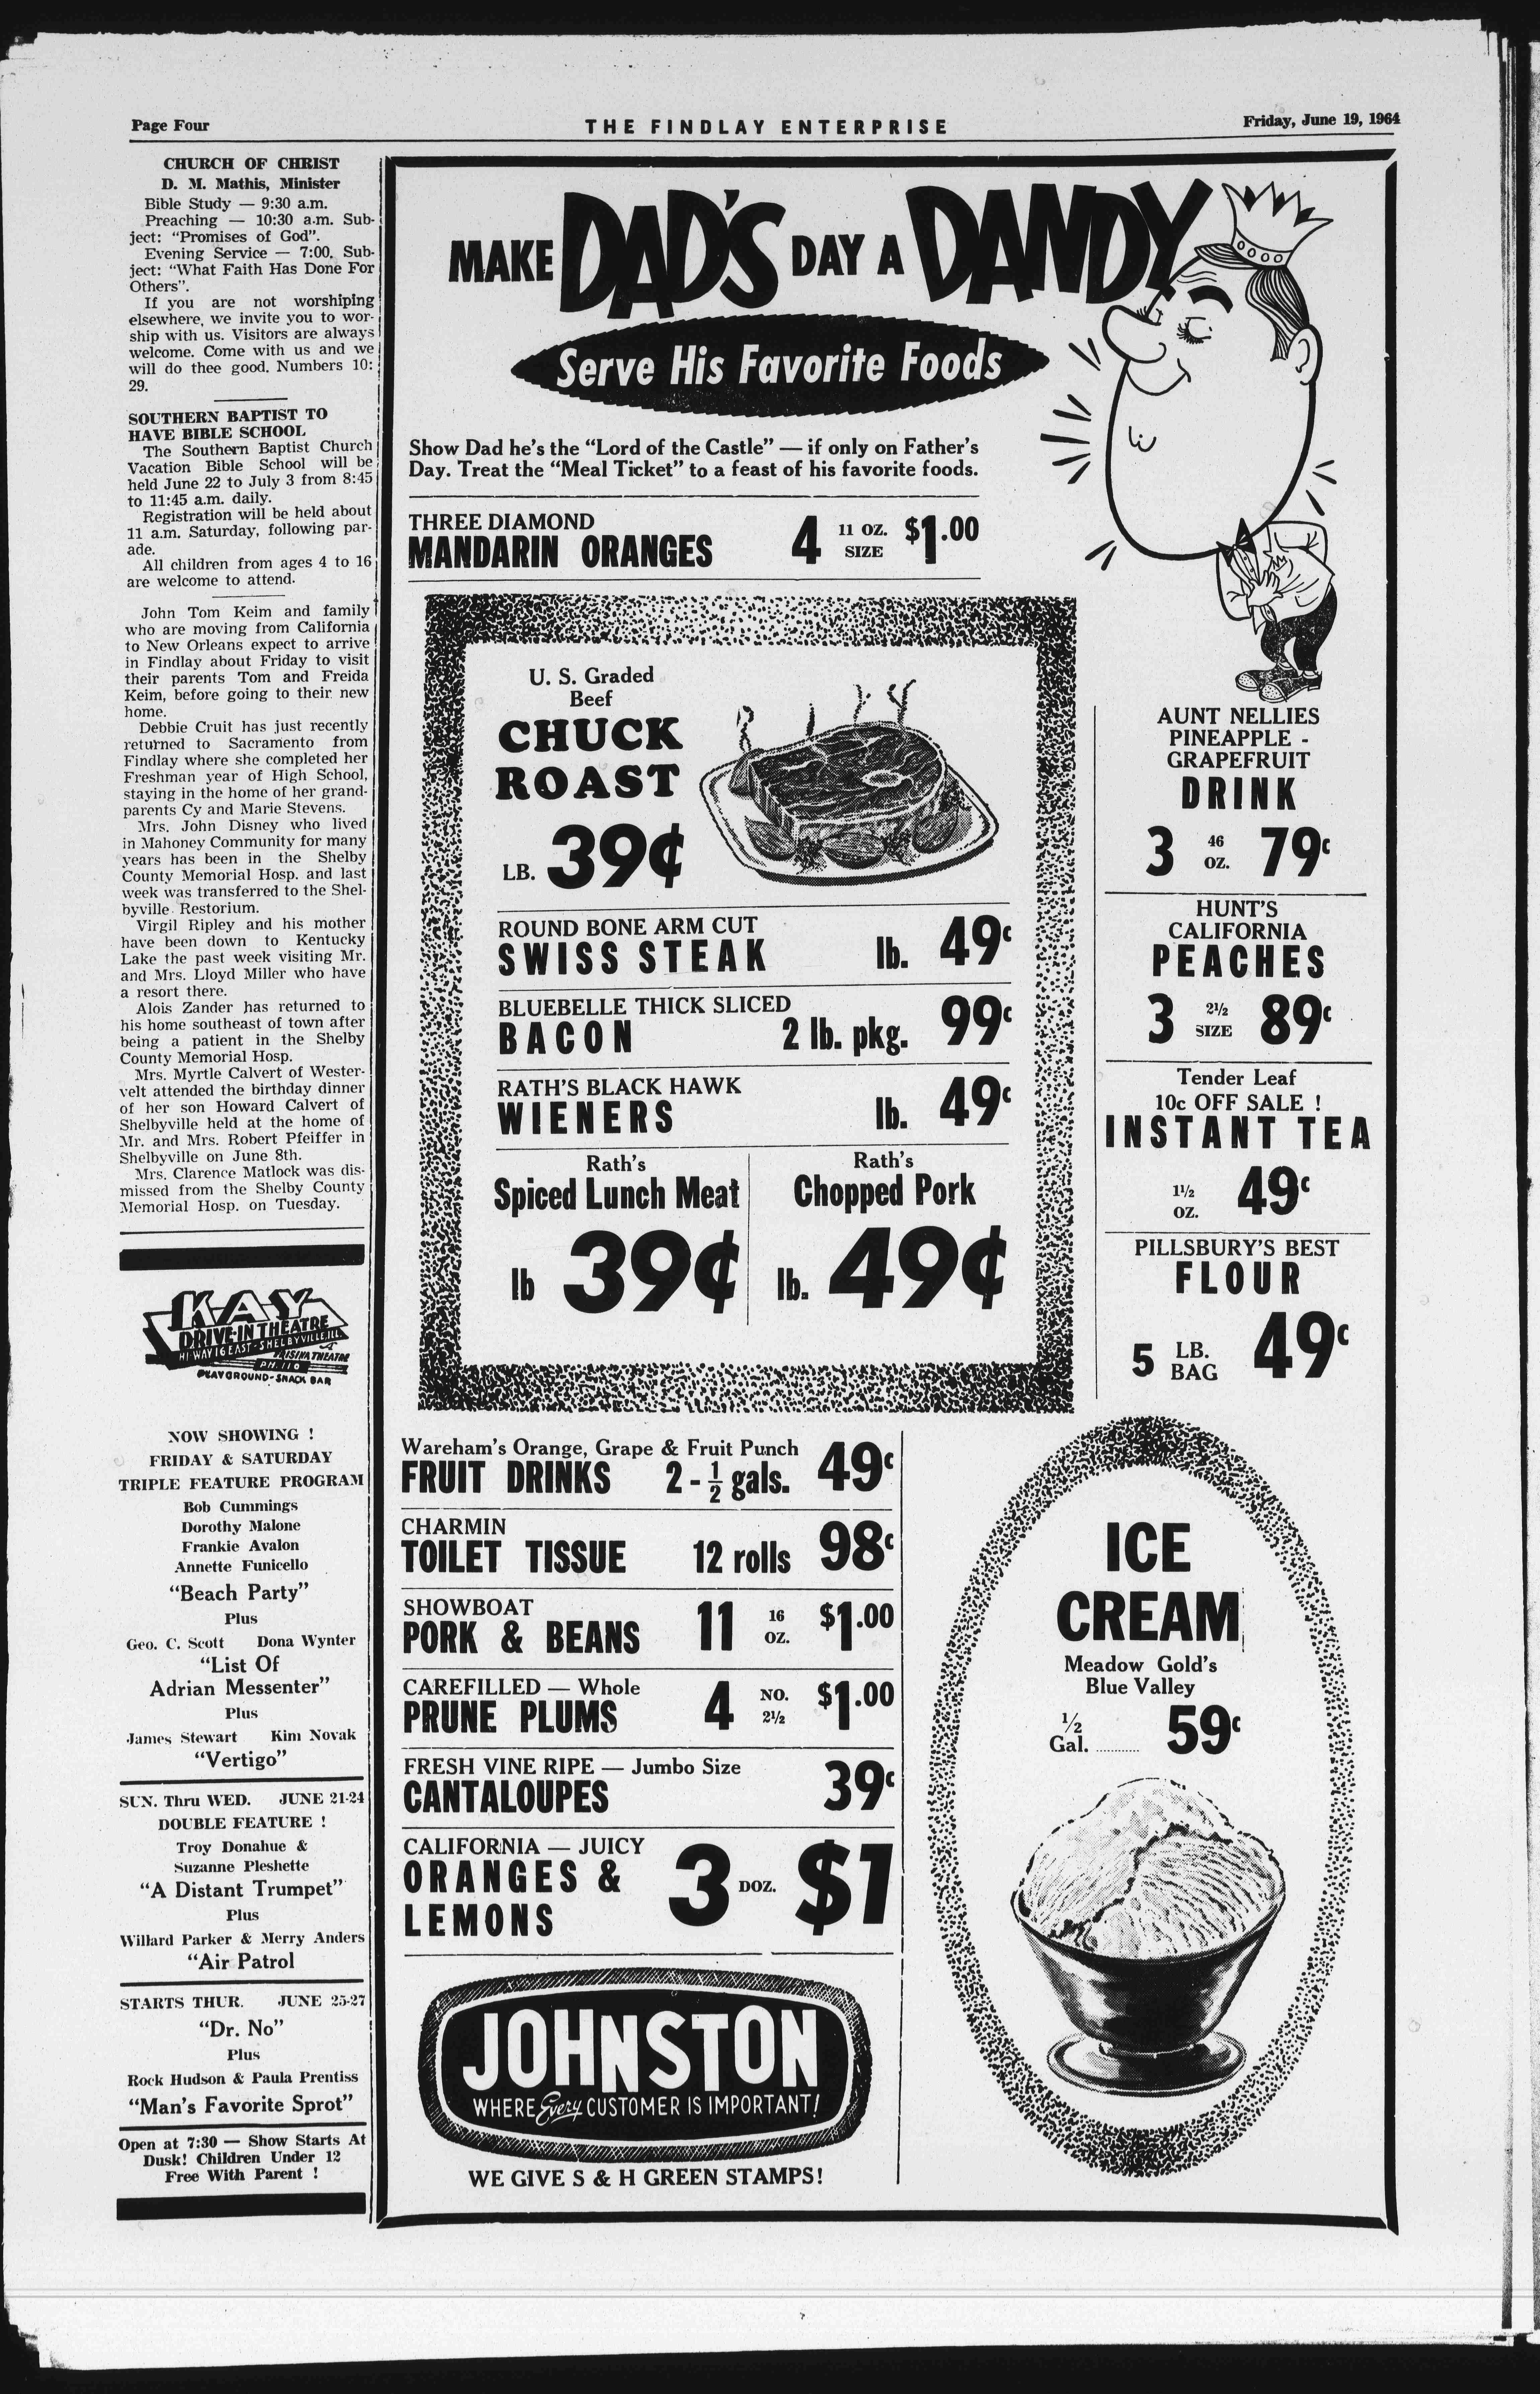 Page Four
THE FINDLAY ENTERPRISE
Friday, June 19, 1964
CHURCH OF CHRIST
D. M. Mathis, Minister
Bible Study — 9:30 a.m.
Preaching — 10:30 a.m. Sub-
ject: "Promises of God".
Evening Service — 7:00. Sub-
ject: "What Faith Has Done For
Others".
If you are not worshiping
elsewhere, we invite you to wor-
ship with us. Visitors are always
welcome. Come with us and we
will do thee good. Numbers 10:
29.
SOUTHERN BAPTIST TO
HAVE BIBLE SCHOOL
The Southern Baptist Church
Vacation Bible School will be
held June 22 to July 3 from 8:45
to 11:45 a.m. daily.
Registration will be held about
11 a.m. Saturday, following par-
ade.
All children from ages 4 to 16
are welcome to attend.
John Tom Keim and family
who are moving from California
to New Orleans expect to arrive
in Findlay about Friday to visit
their parents Tom and Freida
Keim, before going to their new
home.
Debbie Cruit has just recently
returned to Sacramento from
Findlay where she completed her
Freshman year of High School,
staying in the home of her grand-
parents Cy and Marie Stevens.
Mrs. John Disney who lived
in Mahoney Community for many
years has been in the Shelby
County Memorial Hosp. and last
week was transferred to the Shel-
byville Restorium.
Virgil Ripley and his mother
have been down to Kentucky
Lake the past week visiting Mr.
and Mrs. Lloyd Miller who have
a resort there.
Alois Zander has returned to
his home southeast of town after
being a patient in the Shelby
County Memorial Hosp.
Mrs. Myrtle Calvert of Wester-
velt attended the birthday dinner
of her son Howard Calvert of
Shelbyville held at the home of
Mr. and Mrs. Robert Pfeiffer in
Shelbyville on June 8th.
Mrs. Clarence Matlock was dis-
missed from the Shelby County
Memorial Hosp. on Tuesday.
KAY
DRIVE-IN THEATRE
HI-WAY 16 EAST - SHELBYVILLE, ILL.
THEATRE
PH. 110
PLAYGROUND - SNACK BAR
NOW SHOWING !
FRIDAY & SATURDAY
TRIPLE FEATURE PROGRAM
Bob Cummings
Dorothy Malone
Frankie Avalon
Annette Funicello
"Beach Party"
Plus
Geo. C. Scott Dona Wynter
"List Of
Adrian Messenter"
Plus
James Stewart Kim Novak
"Vertigo"
SUN. Thru WED. JUNE 21-24
DOUBLE FEATURE !
Troy Donahue &
Suzanne Pleshette
"A Distant Trumpet"
Plus
Willard Parker & Merry Anders
"Air Patrol
STARTS THUR. JUNE 25-27
"Dr. No"
Plus
Rock Hudson & Paula Prentiss
"Man's Favorite Sprot"
Open at 7:30 — Show Starts At
Dusk! Children Under 12
Free With Parent !
MAKE DAD'S DAY A DANDY
Serve His Favorite Foods
Show Dad he's the "Lord of the Castle" — if only on Father's
Day. Treat the "Meal Ticket" to a feast of his favorite foods.
THREE DIAMOND
MANDARIN ORANGES 4 11 OZ. SIZE $1.00
U. S. Graded
Beef
CHUCK
ROAST
LB. 39¢
ROUND BONE ARM CUT
SWISS STEAK lb. 49c
BLUEBELLE THICK SLICED
BACON 2 lb. pkg. 99c
RATH'S BLACK HAWK
WIENERS lb. 49c
Rath's
Spiced Lunch Meat
lb 39¢
Rath's
Chopped Pork
lb. 49¢
AUNT NELLIES
PINEAPPLE -
GRAPEFRUIT
DRINK
3 46 OZ. 79c
HUNT'S
CALIFORNIA
PEACHES
3 2½ SIZE 89c
Tender Leaf
10c OFF SALE !
INSTANT TEA
1½ OZ. 49c
PILLSBURY'S BEST
FLOUR
5 LB. BAG 49c
Wareham's Orange, Grape & Fruit Punch
FRUIT DRINKS 2 - ½ gals. 49c
CHARMIN
TOILET TISSUE 12 rolls 98c
SHOWBOAT
PORK & BEANS 11 16 OZ. $1.00
CAREFILLED — Whole
PRUNE PLUMS 4 NO. 2½ $1.00
FRESH VINE RIPE — Jumbo Size
CANTALOUPES 39c
CALIFORNIA — JUICY
ORANGES &
LEMONS 3 DOZ. $1
JOHNSTON
WHERE Every CUSTOMER IS IMPORTANT!
WE GIVE S & H GREEN STAMPS!
ICE
CREAM
Meadow Gold's
Blue Valley
½ Gal. .......... 59c